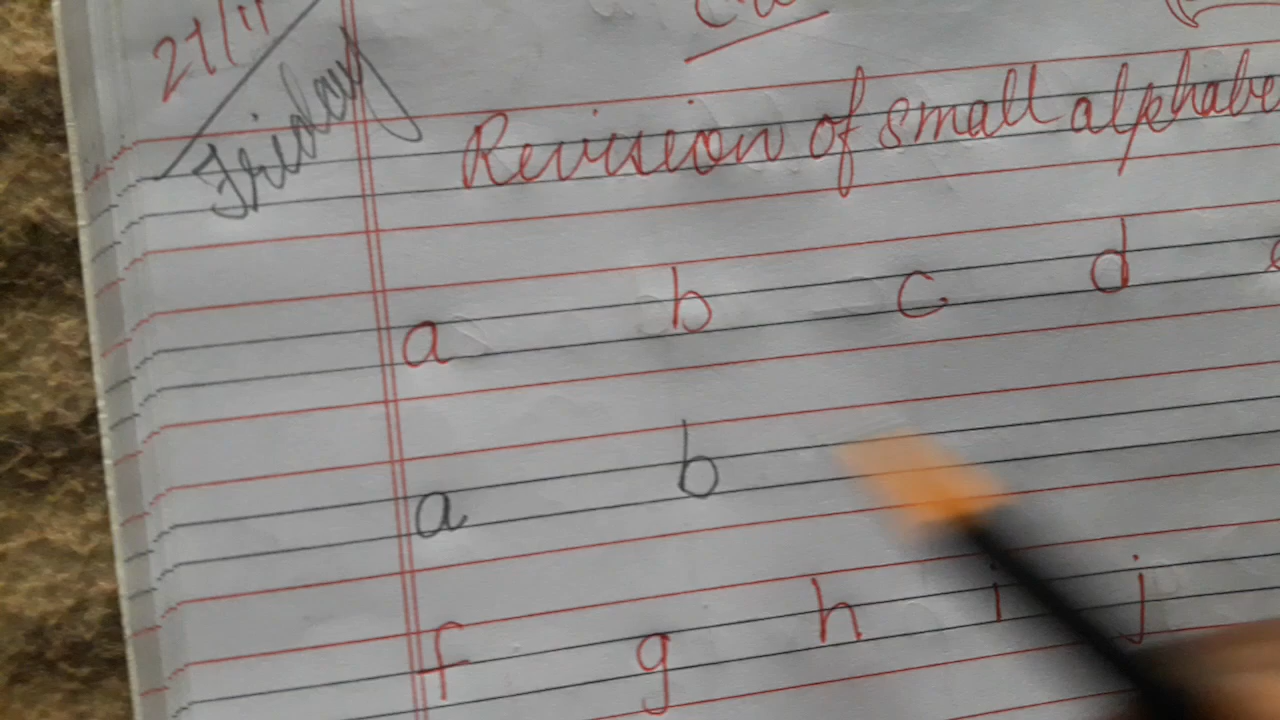 21/11
Friday
Revision of small alphabe
a b c d
a b
f g h i j